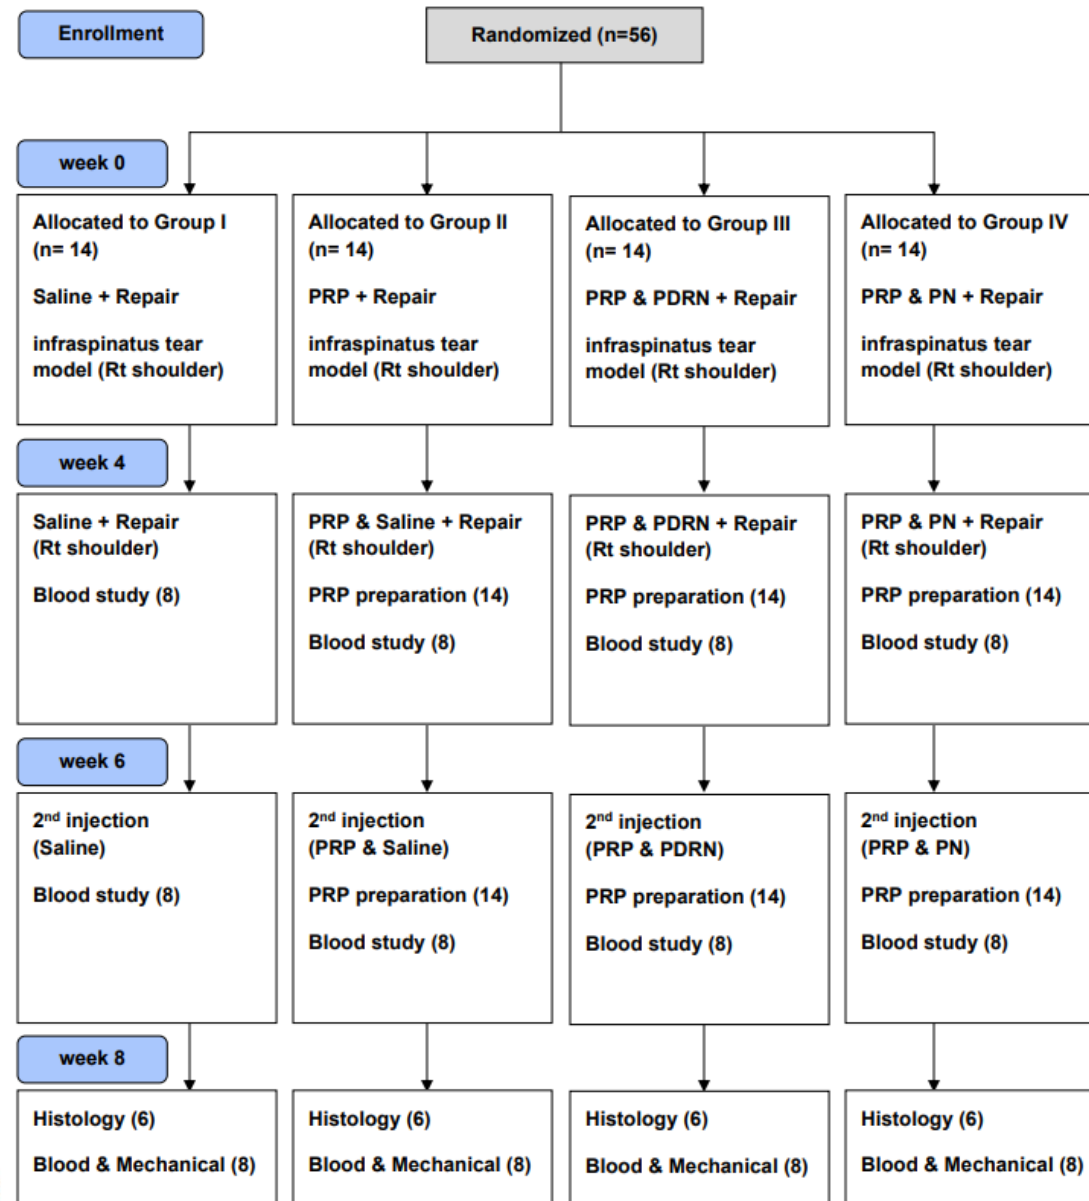 Enrollment
Randomized (n=56)
week 0
Allocated to Group I
(n= 14)
Saline + Repair
infraspinatus tear
model (Rt shoulder)
Allocated to Group II
(n= 14)
PRP + Repair
infraspinatus tear
model (Rt shoulder)
Allocated to Group III
(n= 14)
PRP & PDRN + Repair
infraspinatus tear
model (Rt shoulder)
Allocated to Group IV
(n= 14)
PRP & PN + Repair
infraspinatus tear
model (Rt shoulder)
week 4
Saline + Repair
(Rt shoulder)
Blood study (8)
PRP & Saline + Repair
(Rt shoulder)
PRP preparation (14)
Blood study (8)
PRP & PDRN + Repair
(Rt shoulder)
PRP preparation (14)
Blood study (8)
PRP & PN + Repair
(Rt shoulder)
PRP preparation (14)
Blood study (8)
week 6
2nd injection
(Saline)
Blood study (8)
2nd injection
(PRP & Saline)
PRP preparation (14)
Blood study (8)
2nd injection
(PRP & PDRN)
PRP preparation (14)
Blood study (8)
2nd injection
(PRP & PN)
PRP preparation (14)
Blood study (8)
week 8
Histology (6)
Blood & Mechanical (8)
Histology (6)
Blood & Mechanical (8)
Histology (6)
Blood & Mechanical (8)
Histology (6)
Blood & Mechanical (8)